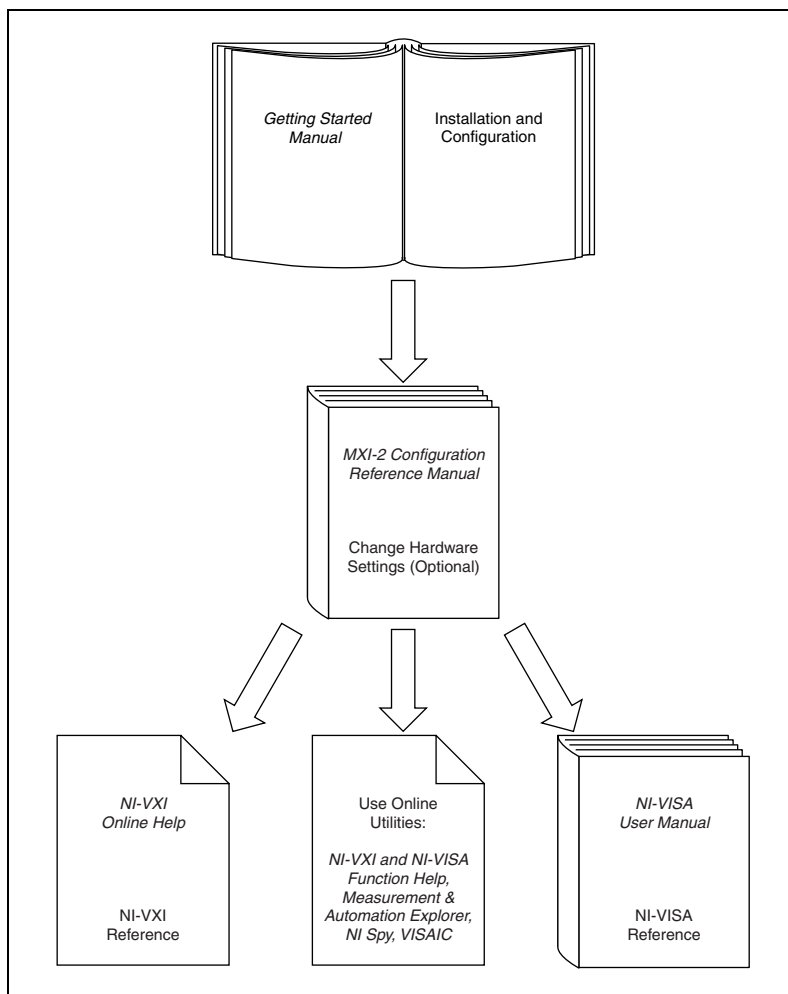 Getting Started
Manual
Installation and
Configuration
MXI-2 Configuration
Reference Manual
Change Hardware
Settings (Optional)
NI-VXI
Online Help
NI-VXI
Reference
Use Online
Utilities:
NI-VXI and NI-VISA
Function Help,
Measurement &
Automation Explorer,
NI Spy, VISAIC
NI-VISA
User Manual
NI-VISA
Reference